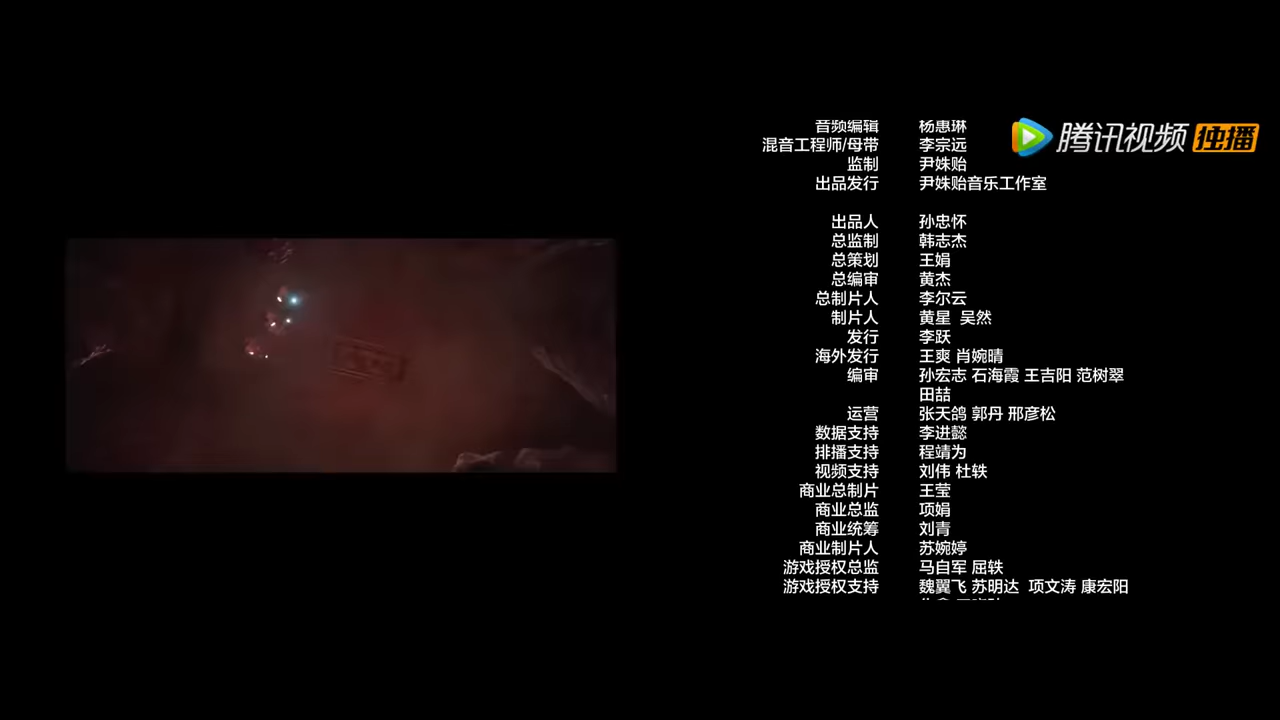 音频编辑 杨惠琳
腾讯视频 独播
混音工程师/母带 李宗远
监制 尹姝贻
出品发行 尹姝贻音乐工作室
出品人 孙忠怀
总监制 韩志杰
总策划 王娟
总编审 黄杰
总制片人 李尔云
制片人 黄星 吴然
发行 李跃
海外发行 王爽 肖婉晴
编审 孙宏志 石海霞 王吉阳 范树翠
田喆
运营 张天鸽 郭丹 邢彦松
数据支持 李进懿
排播支持 程靖为
视频支持 刘伟 杜轶
商业总制片 王莹
商业总监 项娟
商业统筹 刘青
商业制片人 苏婉婷
游戏授权总监 马自军 屈轶
游戏授权支持 魏翼飞 苏明达 项文涛 康宏阳